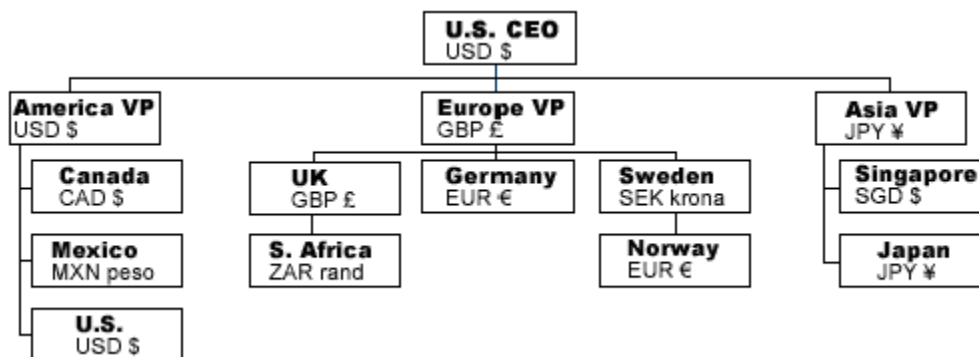 U.S. CEO
USD $
America VP
USD $
Europe VP
GBP £
Asia VP
JPY ¥
Canada
CAD $
UK
GBP £
Germany
EUR €
Sweden
SEK krona
Singapore
SGD $
Mexico
MXN peso
S. Africa
ZAR rand
Norway
EUR €
Japan
JPY ¥
U.S.
USD $